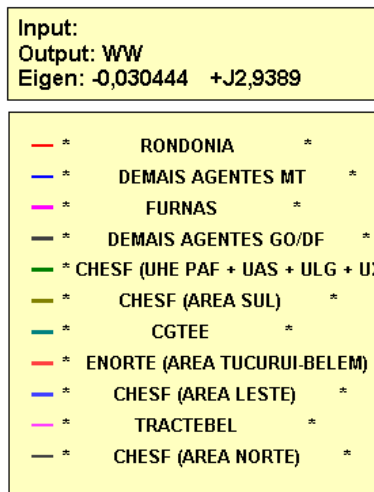 Input:
Output: WW
Eigen: -0,030444 +J2,9389
* RONDONIA *
* DEMAIS AGENTES MT *
* FURNAS *
* DEMAIS AGENTES GO/DF *
* CHESF (UHE PAF + UAS + ULG +
* CHESF (AREA SUL) *
* CGTEE *
* ENORTE (AREA TUCURUI-BELEM)
* CHESF (AREA LESTE) *
* TRACTEBEL *
* CHESF (AREA NORTE) *